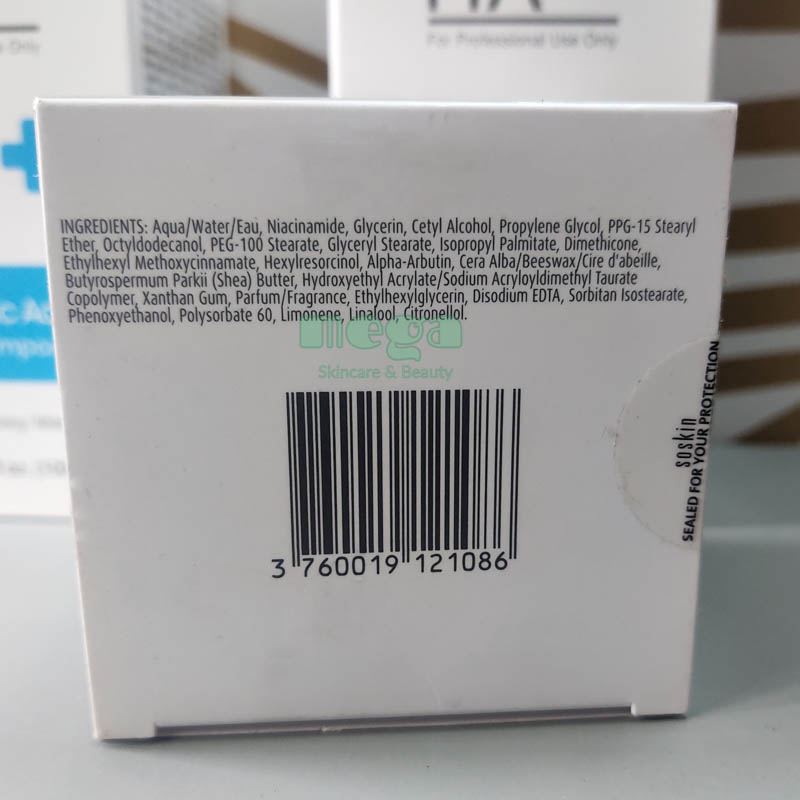 For Professional Use Only
INGREDIENTS: Aqua/Water/Eau, Niacinamide, Glycerin, Cetyl Alcohol, Propylene Glycol, PPG-15 Stearyl
Ether, Octyldodecanol, PEG-100 Stearate, Glyceryl Stearate, Isopropyl Palmitate, Dimethicone,
Ethylhexyl Methoxycinnamate, Hexylresorcinol, Alpha-Arbutin, Cera Alba/Beeswax/Cire d'abeille,
Butyrospermum Parkii (Shea) Butter, Hydroxyethyl Acrylate/Sodium Acryloyldimethyl Taurate
Copolymer, Xanthan Gum, Parfum/Fragrance, Ethylhexylglycerin, Disodium EDTA, Sorbitan Isostearate,
Phenoxyethanol, Polysorbate 60, Limonene, Linalool, Citronellol.
mega
Skincare & Beauty
soskin
SEALED FOR YOUR PROTECTION
3 760019 121086